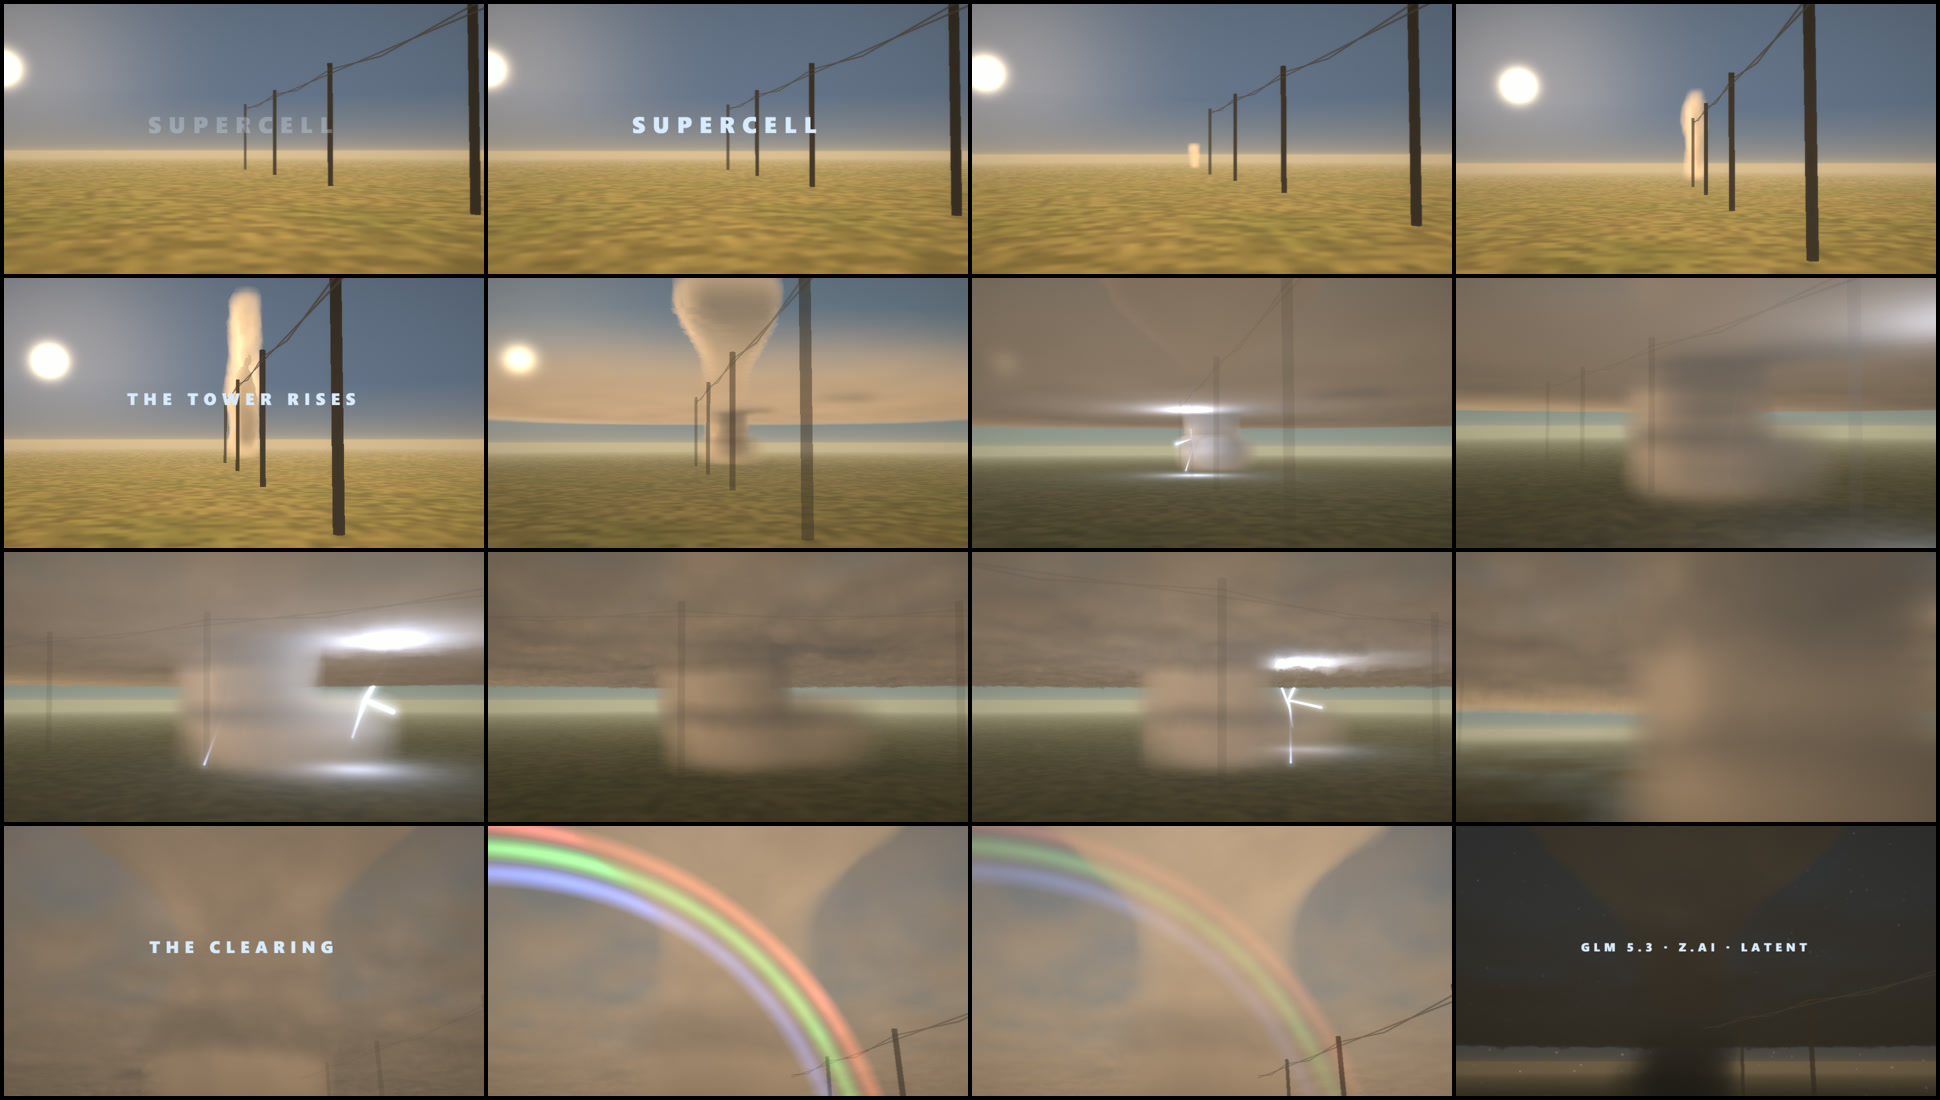 SUPERCELL
SUPERCELL
THE TOWER RISES
THE CLEARING
GLM 5.3 · Z.AI · LATENT